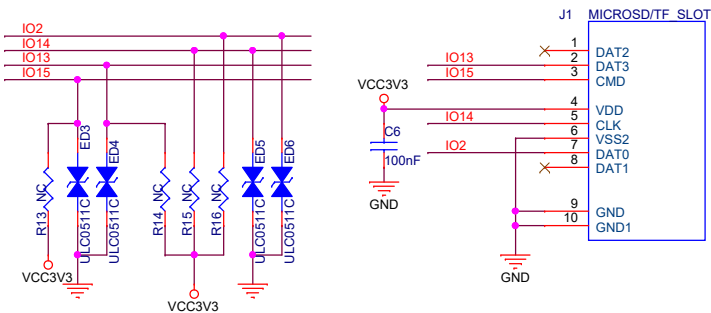 IO2
IO14
IO13
IO15
ED3
ED4
ED5
ED6
R13 NC
ULC0511C
ULC0511C
R14 NC
R15 NC
R16 NC
ULC0511C
ULC0511C
VCC3V3
VCC3V3
J1 MICROSD/TF_SLOT
1 DAT2
IO13 2 DAT3
IO15 3 CMD
VCC3V3
4 VDD
IO14 5 CLK
C6
6 VSS2
IO2 7 DAT0
100nF
8 DAT1
GND
9 GND
10 GND1
GND